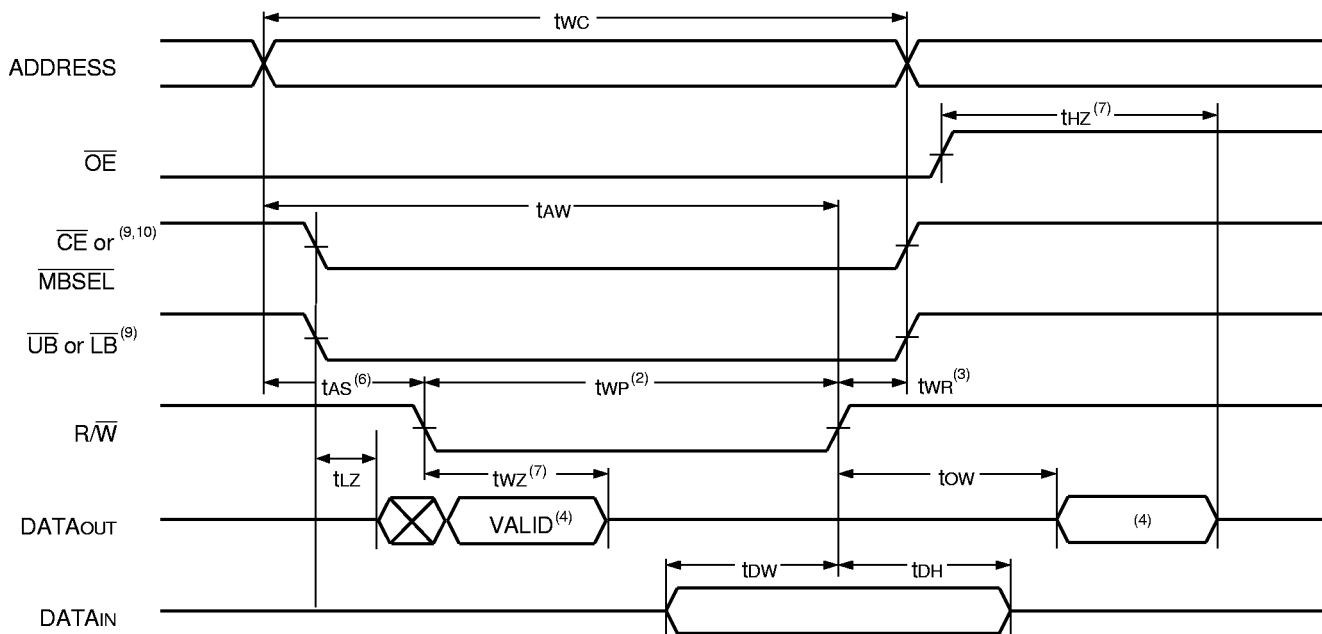 tWC
ADDRESS
tHZ(7)
OE
tAW
CE or (9,10)
MBSEL
UB or LB(9)
tAS(6)
tWP(2)
tWR(3)
R/W
tLZ
tWZ(7)
tOW
DATAOUT
VALID(4)
(4)
tDW
tDH
DATAIN